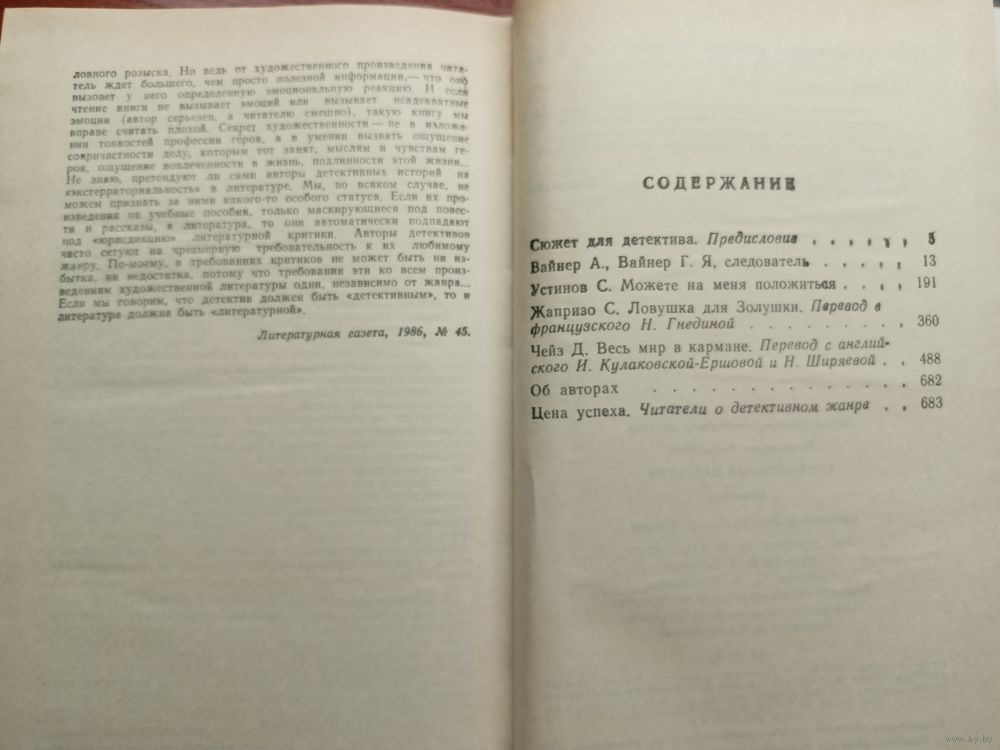 ловного розыска. Но ведь от художественного произведения чита-
тель ждет большего, чем просто полезной информации,— что оно
вызовет у него определенную эмоциональную реакцию. И если
чтение книги не вызывает эмоций или вызывает неадекватные
эмоции (автор серьезен, а читателю смешно), такую книгу мы
вправе считать плохой. Секрет художественности — не в изложе-
нии тонкостей профессии героя, а в умении вызвать ощущение
сопричастности делу, которым тот занят, мыслям и чувствам ге-
роя, ощущение вовлеченности в жизнь, подлинности этой жизни...
Не знаю, претендуют ли сами авторы детективных историй на
«экстерриториальность» в литературе. Мы, во всяком случае, не
можем признать за ними какого-то особого статуса. Если их про-
изведения не учебные пособия, только маскирующиеся под повес-
ти и рассказы, а литература, то они автоматически подпадают
под «юрисдикцию» литературной критики. Авторы детективов
часто сетуют на чрезмерную требовательность к их любимому
жанру. По-моему, в требованиях критиков не может быть ни из-
бытка, ни недостатка, потому что требования эти ко всем произ-
ведениям художественной литературы одни, независимо от жанра...
Если мы говорим, что детектив должен быть «детективным», то и
литература должна быть «литературной».
Литературная газета, 1986, № 45.
СОДЕРЖАНИЕ
Сюжет для детектива. Предисловие . . . . . 5
Вайнер А., Вайнер Г. Я, следователь . . . . . 13
Устинов С. Можете на меня положиться . . . . 191
Жапризо С. Ловушка для Золушки. Перевод с
французского Н. Гнединой . . . . . . . . 360
Чейз Д. Весь мир в кармане. Перевод с англий-
ского И. Кулаковской-Ершовой и Н. Ширяевой . . 488
Об авторах . . . . . . . . . . . 682
Цена успеха. Читатели о детективном жанре . . 683
www.ay.by